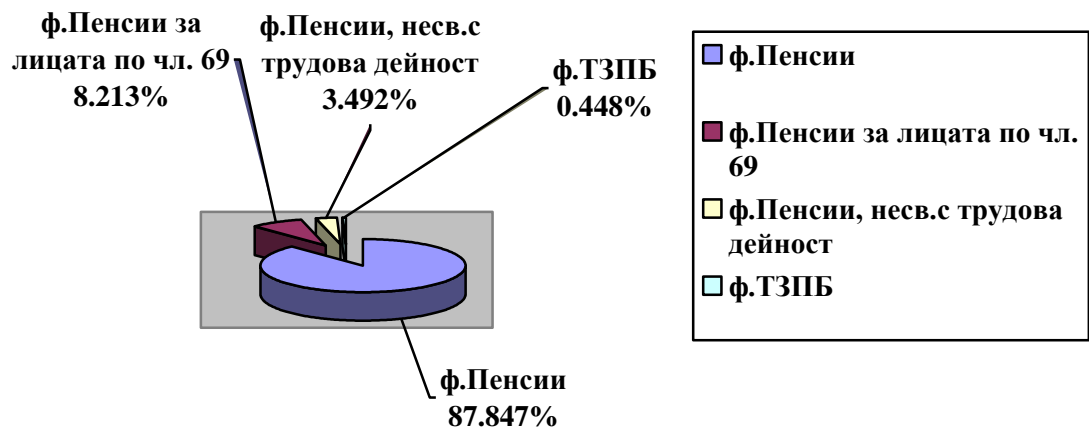 ф.Пенсии за
лицата по чл. 69
8.213%
ф.Пенсии, несв.с
трудова дейност
3.492%
ф.ТЗПБ
0.448%
ф.Пенсии
87.847%
ф.Пенсии
ф.Пенсии за лицата по чл.
69
ф.Пенсии, несв.с трудова
дейност
ф.ТЗПБ